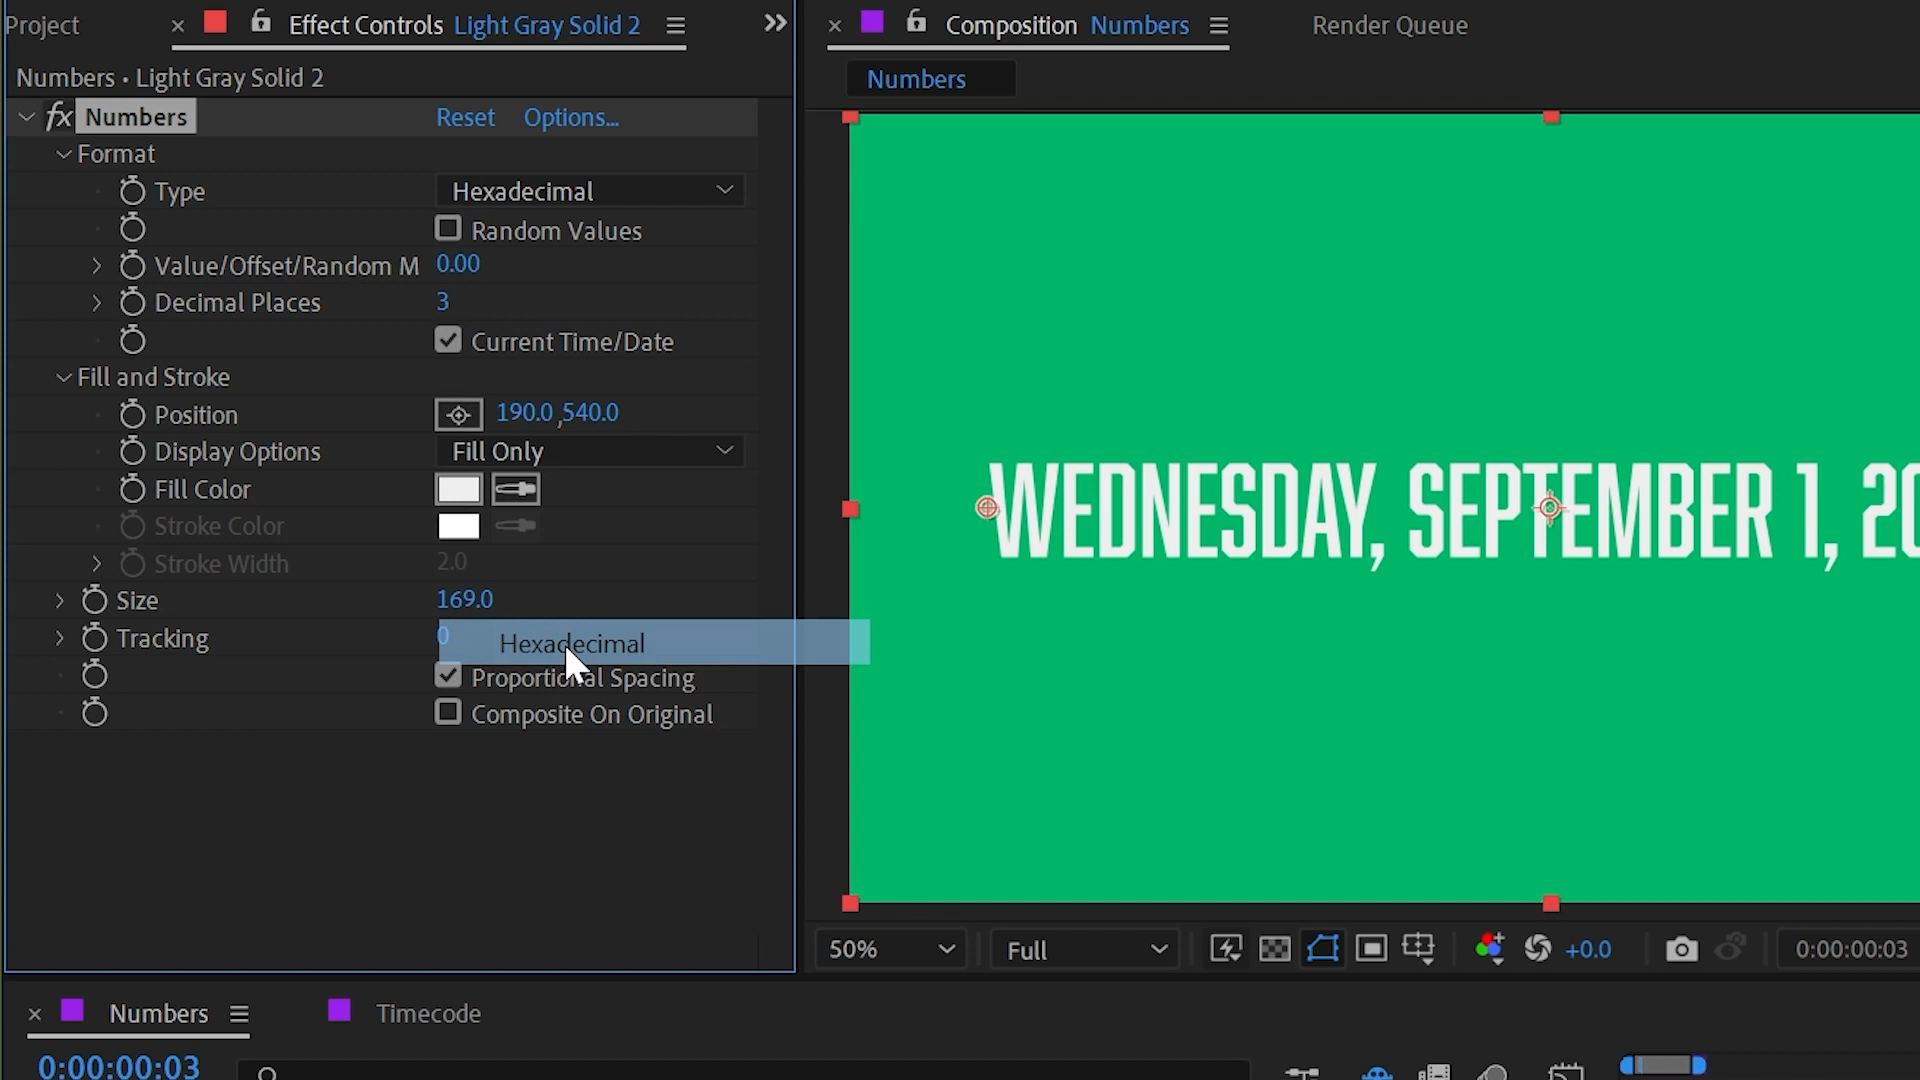 Project
× Effect Controls Light Gray Solid 2
Numbers • Light Gray Solid 2
fx Numbers Reset Options...
Format
Type Hexadecimal
Random Values
Value/Offset/Random M 0.00
Decimal Places 3
Current Time/Date
Fill and Stroke
Position 190.0 ,540.0
Display Options Fill Only
Fill Color
Stroke Color
Stroke Width 2.0
Size 169.0
Tracking 0
Hexadecimal
Proportional Spacing
Composite On Original
× Composition Numbers
Render Queue
Numbers
WEDNESDAY, SEPTEMBER 1, 20
50% Full +0.0 0:00:00:03
× Numbers Timecode
0:00:00:03